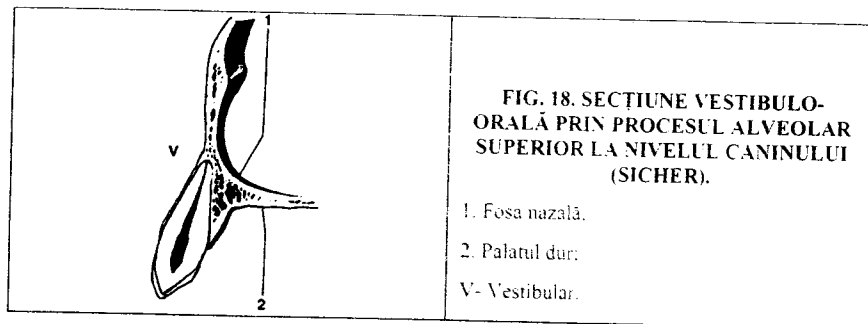 1
V
2
FIG. 18. SECȚIUNE VESTIBULO-
ORALĂ PRIN PROCESUL ALVEOLAR
SUPERIOR LA NIVELUL CANINULUI
(SICHER).
1. Fosa nazală;
2. Palatul dur;
V- Vestibular.